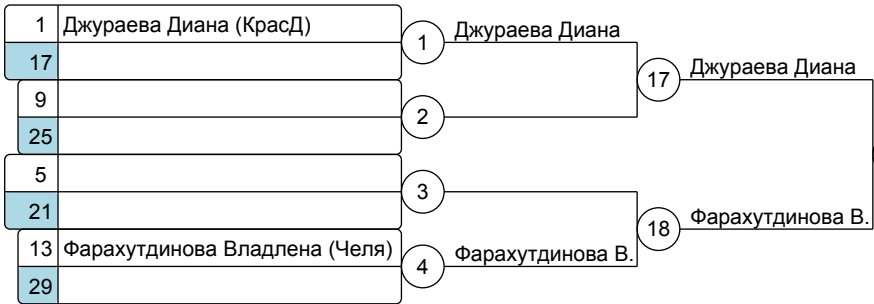 1 Джураева Диана (КрасД)
17
9
25
5
21
13 Фарахутдинова Владлена (Челя)
29
1 Джураева Диана
2
3
4 Фарахутдинова В.
17 Джураева Диана
18 Фарахутдинова В.